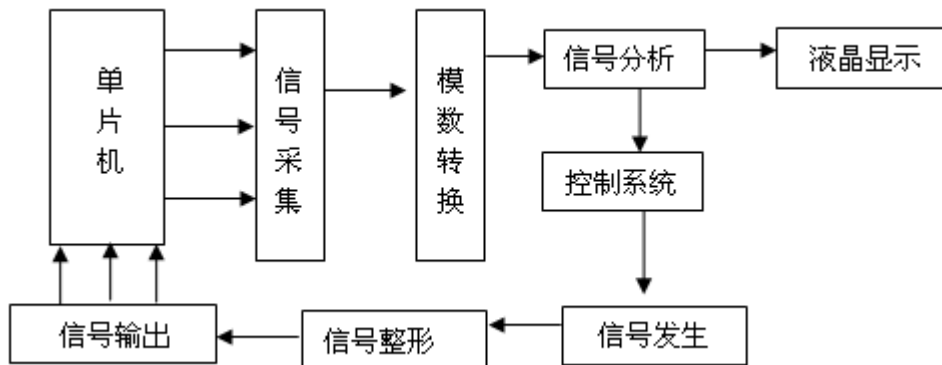 单片机
信号采集
模数转换
信号分析
液晶显示
控制系统
信号输出
信号整形
信号发生